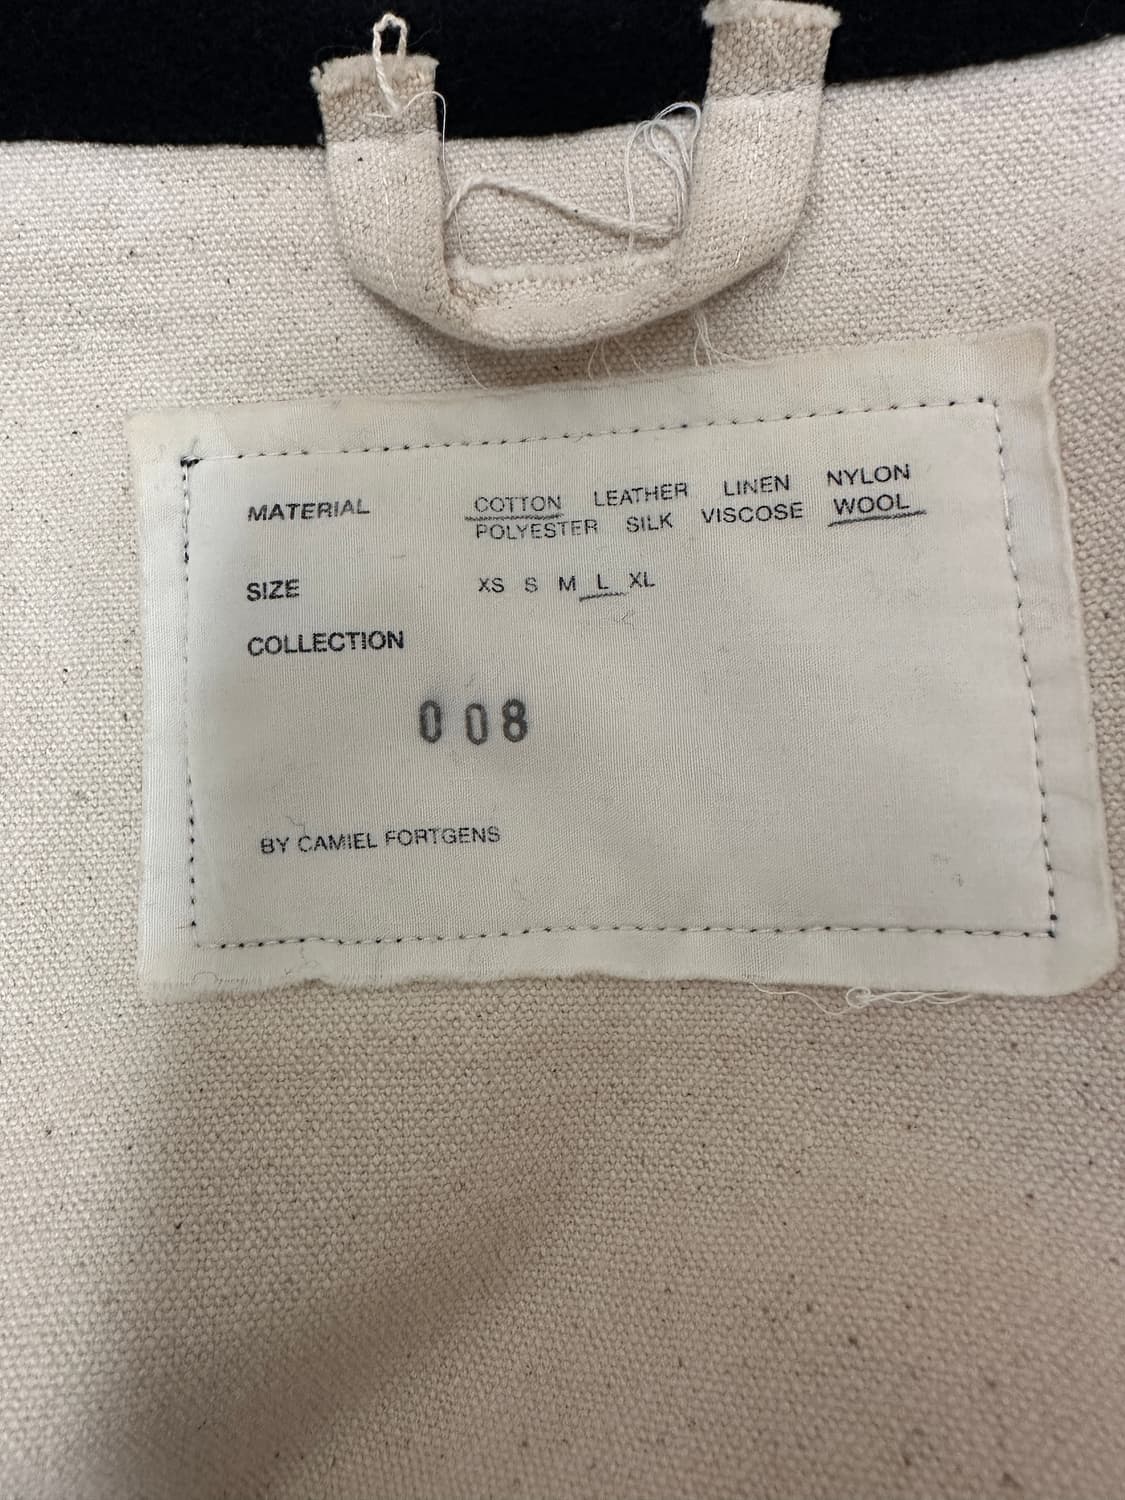 MATERIAL COTTON LEATHER LINEN NYLON
POLYESTER SILK VISCOSE WOOL
SIZE XS S M L XL
COLLECTION
008
BY CAMIEL FORTGENS